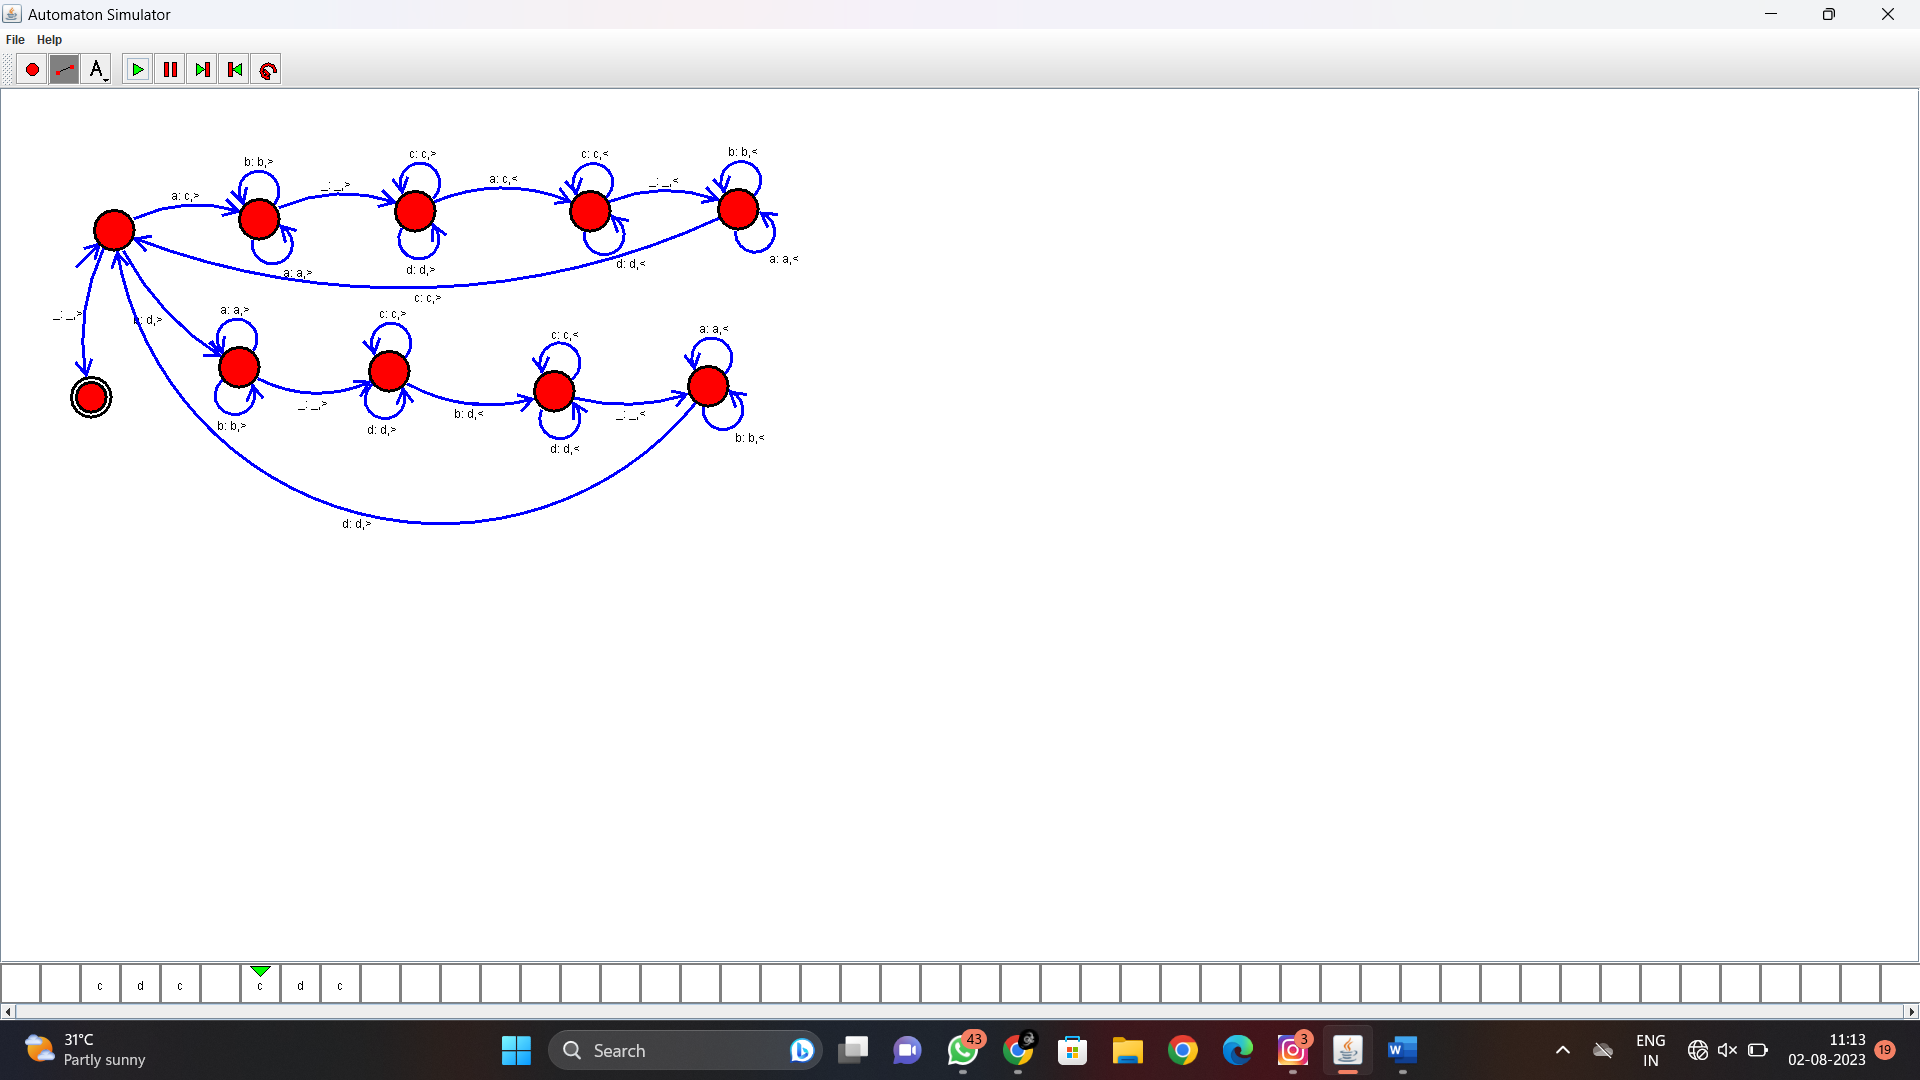 Automaton Simulator
File Help
A
b: b,>
c: c,>
c: c,<
b: b,<
a: c,>
_: _,>
a: c,<
_: _,<
a: a,>
d: d,>
d: d,<
a: a,<
c: c,>
_: _,>
b: d,>
a: a,>
c: c,>
c: c,<
a: a,<
_: _,>
b: d,<
_: _,<
b: b,>
d: d,>
d: d,<
b: b,<
d: d,>
c d c c d c
31°C
Partly sunny
Search
43
3
W
ENG
IN
11:13
02-08-2023
19